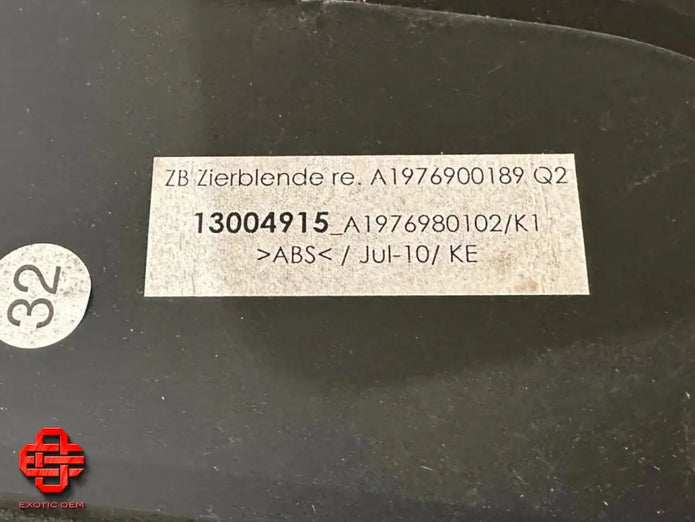 ZB Zierblende re. A1976900189 Q2
13004915_A1976980102/K1
>ABS< / Jul-10/ KE
32
EXOTIC OEM